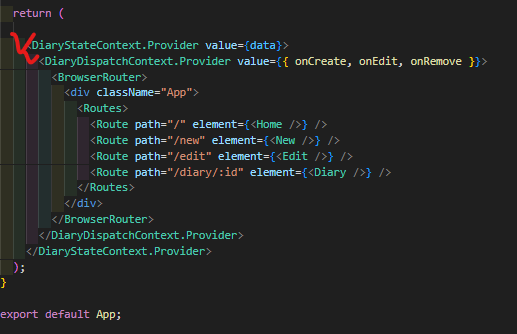 return (
<DiaryStateContext.Provider value={data}>
<DiaryDispatchContext.Provider value={{ onCreate, onEdit, onRemove }}>
<BrowserRouter>
<div className="App">
<Routes>
<Route path="/" element={<Home />} />
<Route path="/new" element={<New />} />
<Route path="/edit" element={<Edit />} />
<Route path="/diary/:id" element={<Diary />} />
</Routes>
</div>
</BrowserRouter>
</DiaryDispatchContext.Provider>
</DiaryStateContext.Provider>
);
}
export default App;